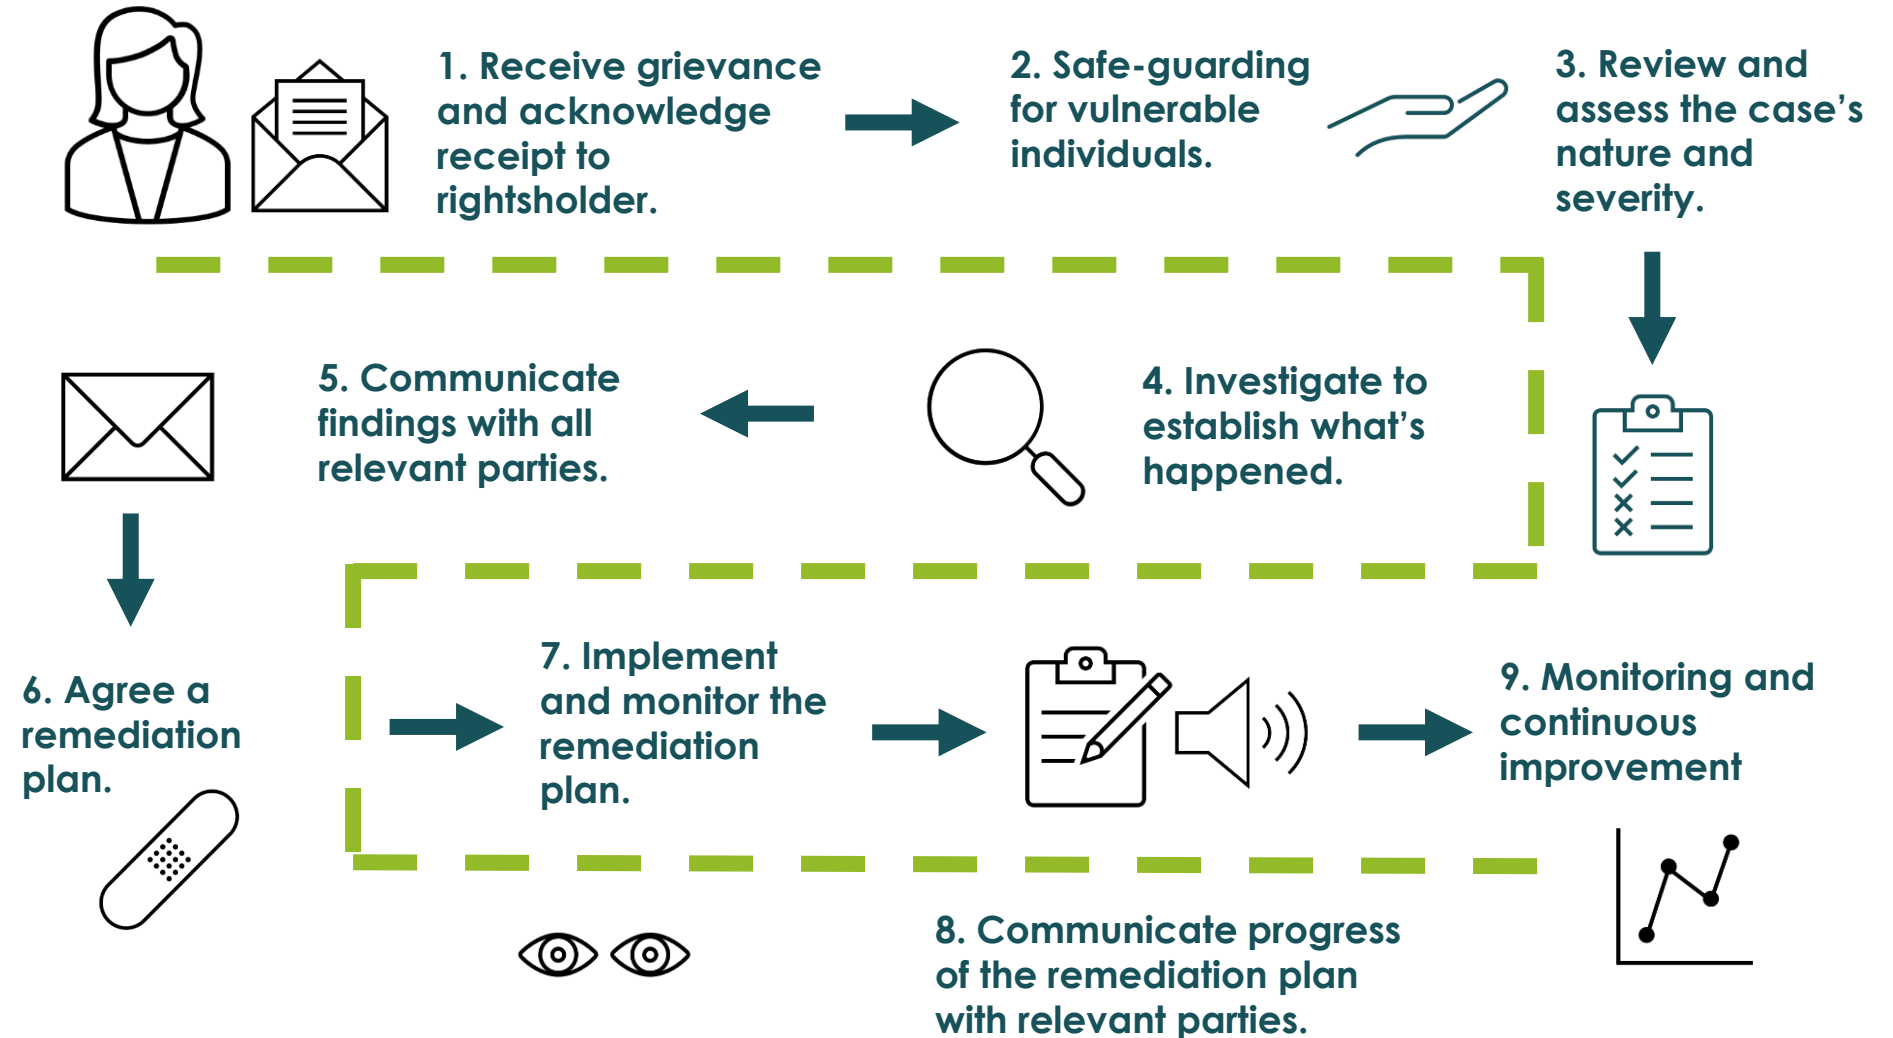 1. Receive grievance
and acknowledge
receipt to
rightsholder.
2. Safe-guarding
for vulnerable
individuals.
3. Review and
assess the case’s
nature and
severity.
4. Investigate to
establish what’s
happened.
5. Communicate
findings with all
relevant parties.
6. Agree a
remediation
plan.
7. Implement
and monitor the
remediation
plan.
8. Communicate progress
of the remediation plan
with relevant parties.
9. Monitoring and
continuous
improvement